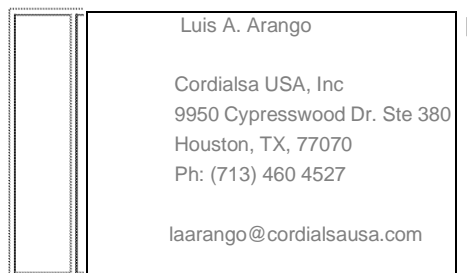 Luis A. Arango
Cordialsa USA, Inc
9950 Cypresswood Dr. Ste 380
Houston, TX, 77070
Ph: (713) 460 4527
laarango@cordialsausa.com